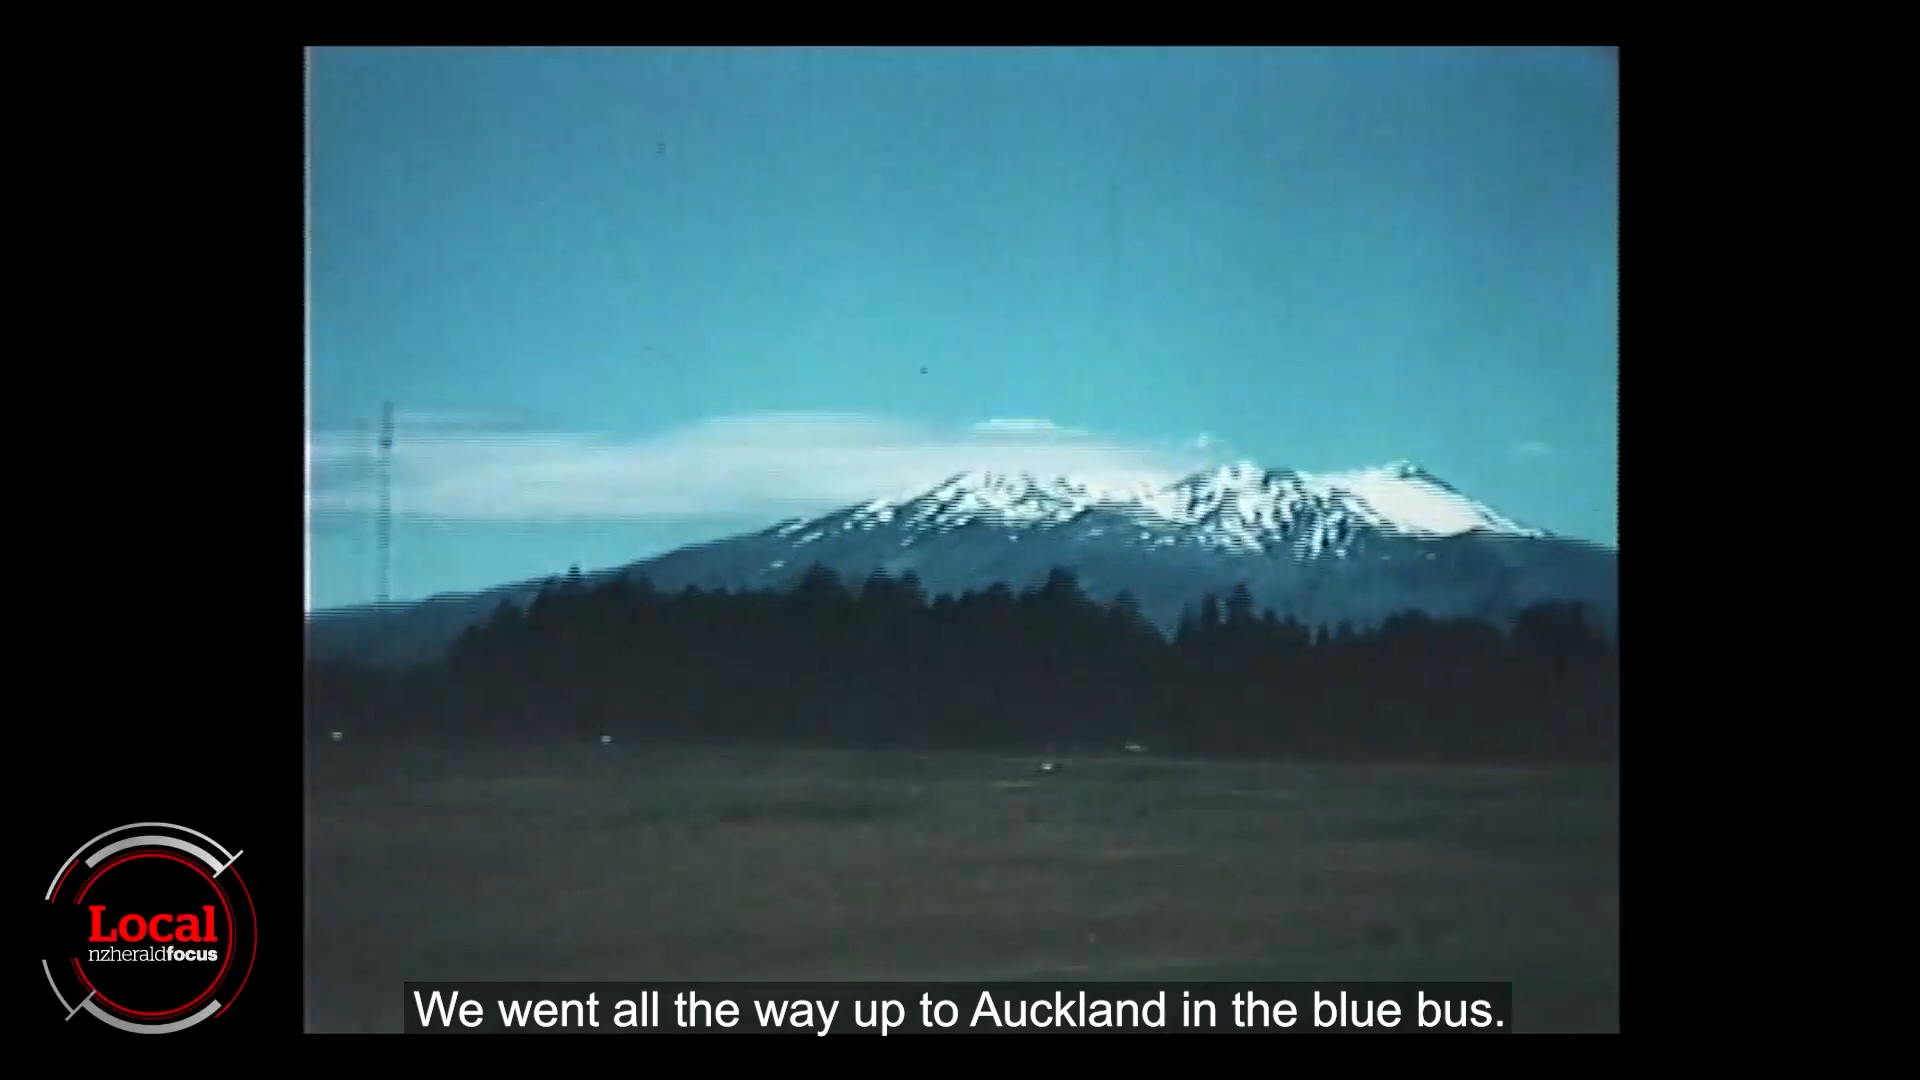 Local
nzheraldfocus
We went all the way up to Auckland in the blue bus.